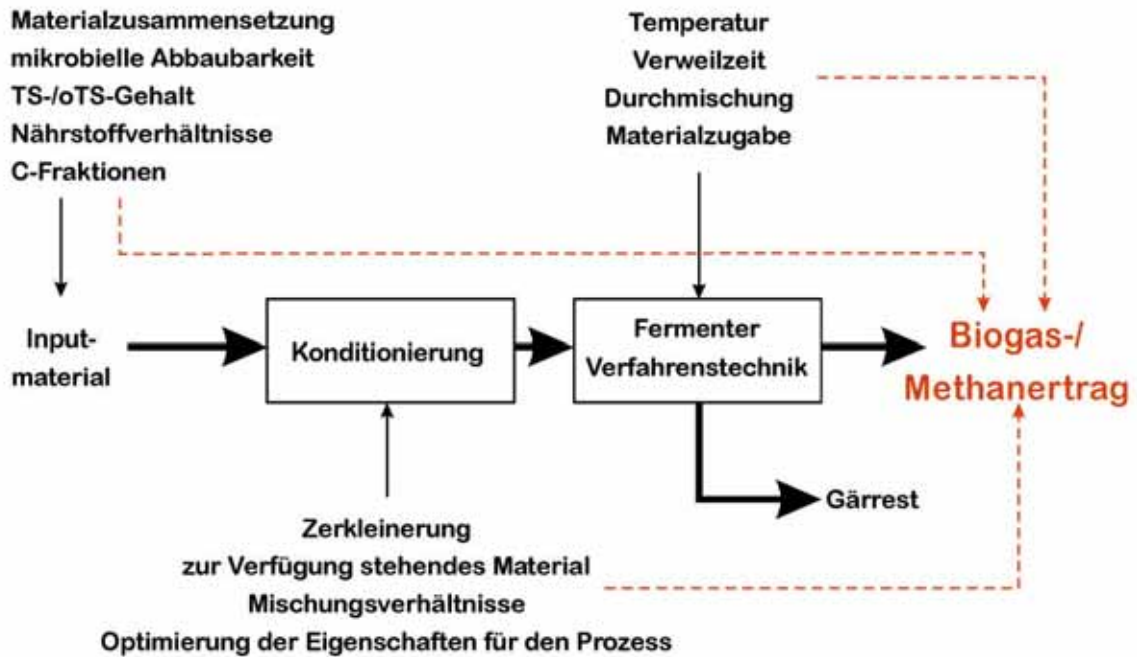 Materialzusammensetzung
mikrobielle Abbaubarkeit
TS-/oTS-Gehalt
Nährstoffverhältnisse
C-Fraktionen
Temperatur
Verweilzeit
Durchmischung
Materialzugabe
Input-
material
Konditionierung
Fermenter
Verfahrenstechnik
Biogas-/
Methanertrag
Gärrest
Zerkleinerung
zur Verfügung stehendes Material
Mischungsverhältnisse
Optimierung der Eigenschaften für den Prozess